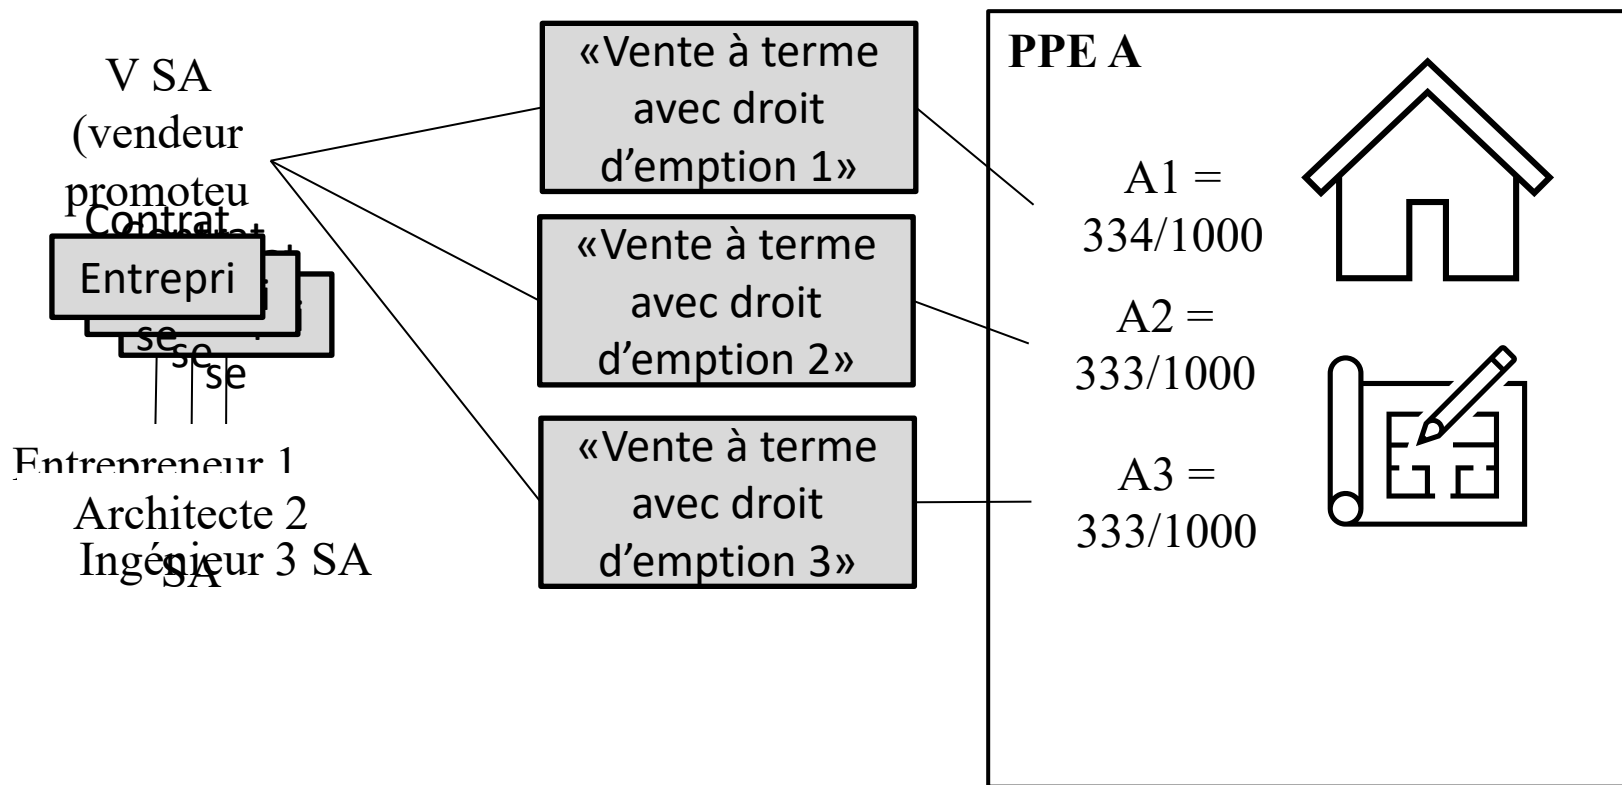 V SA
(vendeur
promoteu
Contrat
Contrat
Entrepri
se
se
se
Entrepreneur 1
Architecte 2
SA
Ingénieur 3 SA
«Vente à terme
avec droit
d’emption 1»
«Vente à terme
avec droit
d’emption 2»
«Vente à terme
avec droit
d’emption 3»
PPE A
A1 =
334/1000
A2 =
333/1000
A3 =
333/1000